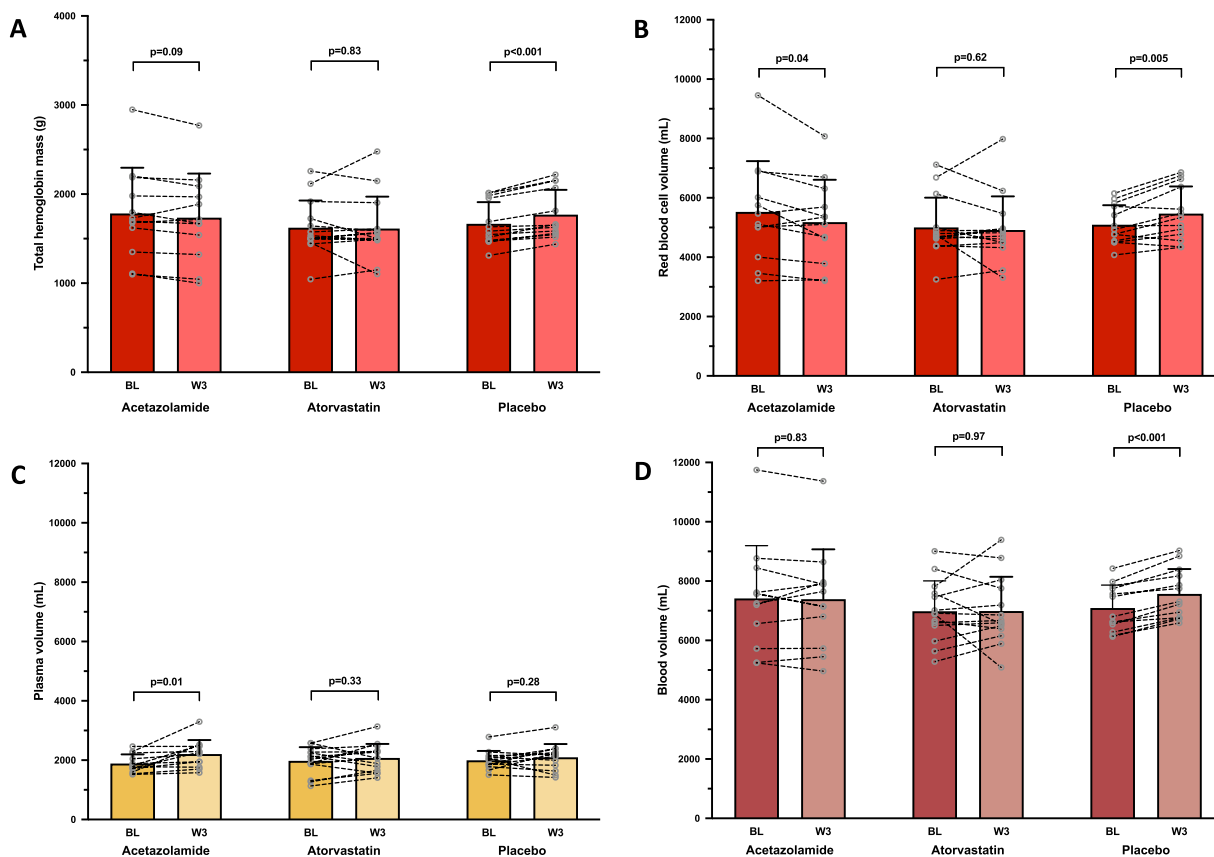 A
Total hemoglobin mass (g)
4000
3000
2000
1000
0
p=0.09
p=0.83
p<0.001
BL W3 BL W3 BL W3
Acetazolamide Atorvastatin Placebo
B
Red blood cell volume (mL)
12000
10000
8000
6000
4000
2000
0
p=0.04
p=0.62
p=0.005
BL W3 BL W3 BL W3
Acetazolamide Atorvastatin Placebo
C
Plasma volume (mL)
12000
10000
8000
6000
4000
2000
0
p=0.01
p=0.33
p=0.28
BL W3 BL W3 BL W3
Acetazolamide Atorvastatin Placebo
D
Blood volume (mL)
12000
10000
8000
6000
4000
2000
0
p=0.83
p=0.97
p<0.001
BL W3 BL W3 BL W3
Acetazolamide Atorvastatin Placebo